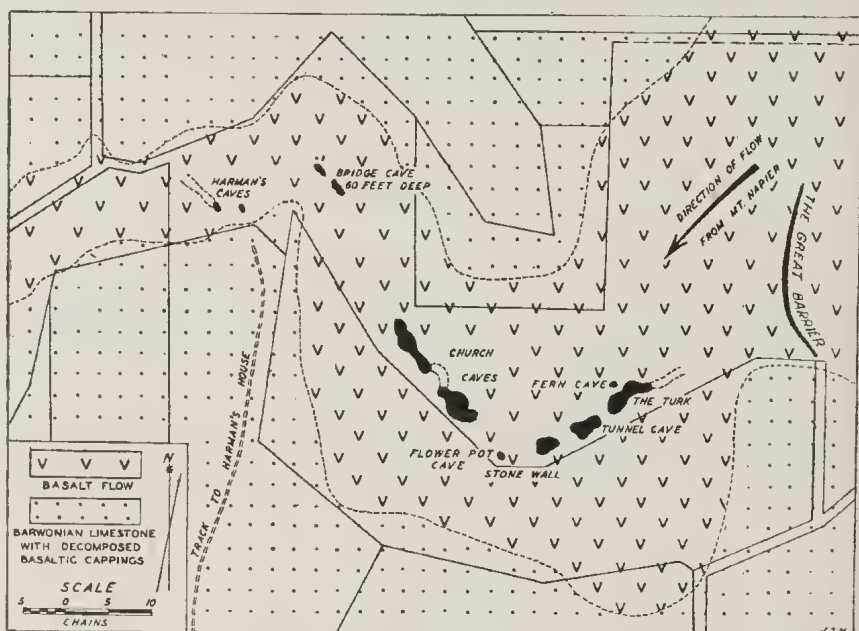 HARMAN'S
CAVES
BRIDGE CAVE
60 FEET DEEP
DIRECTION OF FLOW
FROM MT. NAPIER
THE GREAT BARRIER
CHURCH
CAVES
FERN CAVE
THE TURK
TUNNEL CAVE
FLOWER POT
CAVE
STONE WALL
TRACK TO HARMAN'S HOUSE
V V V V
BASALT FLOW
N
BARWONIAN LIMESTONE
WITH DECOMPOSED
BASALTIC CAPPINGS
SCALE
5 0 5 10
CHAINS